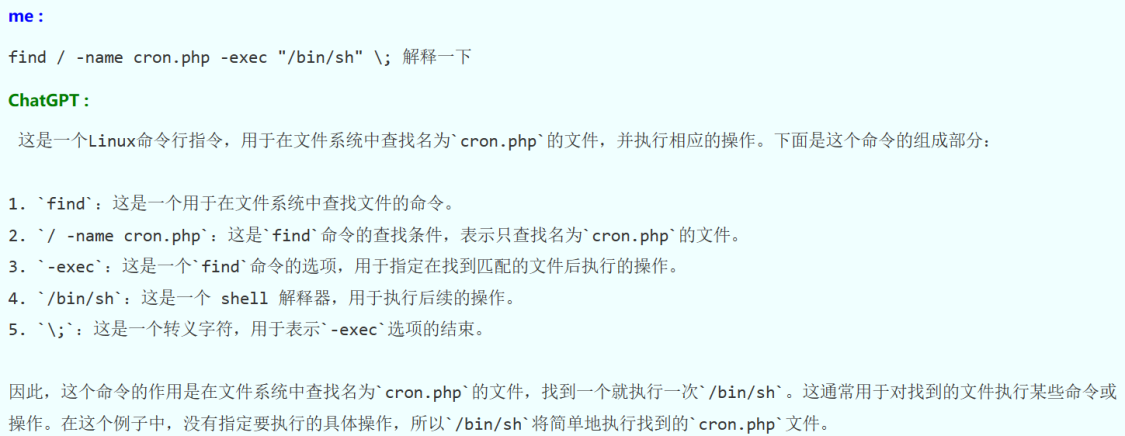 me :
find / -name cron.php -exec "/bin/sh" \; 解释一下
ChatGPT :
这是一个Linux命令行指令，用于在文件系统中查找名为`cron.php`的文件，并执行相应的操作。下面是这个命令的组成部分：
1. `find`：这是一个用于在文件系统中查找文件的命令。
2. `/ -name cron.php`：这是`find`命令的查找条件，表示只查找名为`cron.php`的文件。
3. `-exec`：这是一个`find`命令的选项，用于指定在找到匹配的文件后执行的操作。
4. `/bin/sh`：这是一个 shell 解释器，用于执行后续的操作。
5. `\;`：这是一个转义字符，用于表示`-exec`选项的结束。
因此，这个命令的作用是在文件系统中查找名为`cron.php`的文件，找到一个就执行一次`/bin/sh`。这通常用于对找到的文件执行某些命令或
操作。在这个例子中，没有指定要执行的具体操作，所以`/bin/sh`将简单地执行找到的`cron.php`文件。